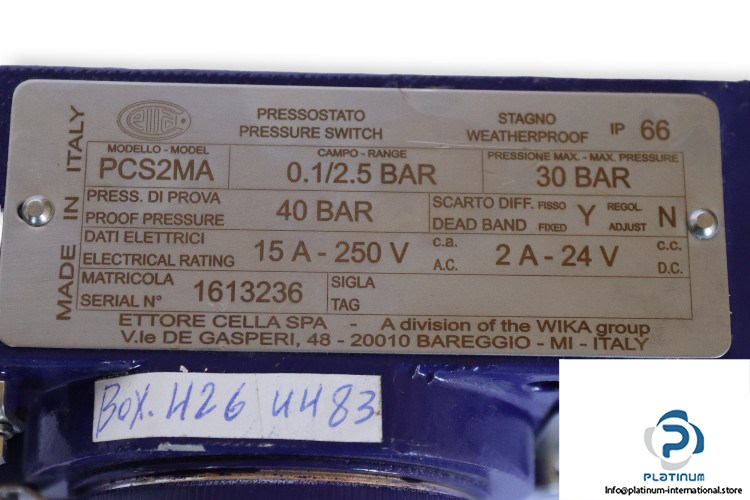 MADE IN ITALY
PRESSOSTATO
PRESSURE SWITCH
STAGNO
WEATHERPROOF IP 66
MODELLO - MODEL
PCS2MA
CAMPO - RANGE
0.1/2.5 BAR
PRESSIONE MAX. - MAX. PRESSURE
30 BAR
PRESS. DI PROVA
PROOF PRESSURE
40 BAR
SCARTO DIFF. FISSO Y REGOL. N
DEAD BAND FIXED ADJUST
DATI ELETTRICI
ELECTRICAL RATING
15 A - 250 V
c.a.
A.C.
2 A - 24 V
c.c.
D.C.
MATRICOLA
SERIAL N°
1613236
SIGLA
TAG
ETTORE CELLA SPA - A division of the WIKA group
V.le DE GASPERI, 48 - 20010 BAREGGIO - MI - ITALY
BOX. 426 4483
PLATINUM
Info@platinum-international.store